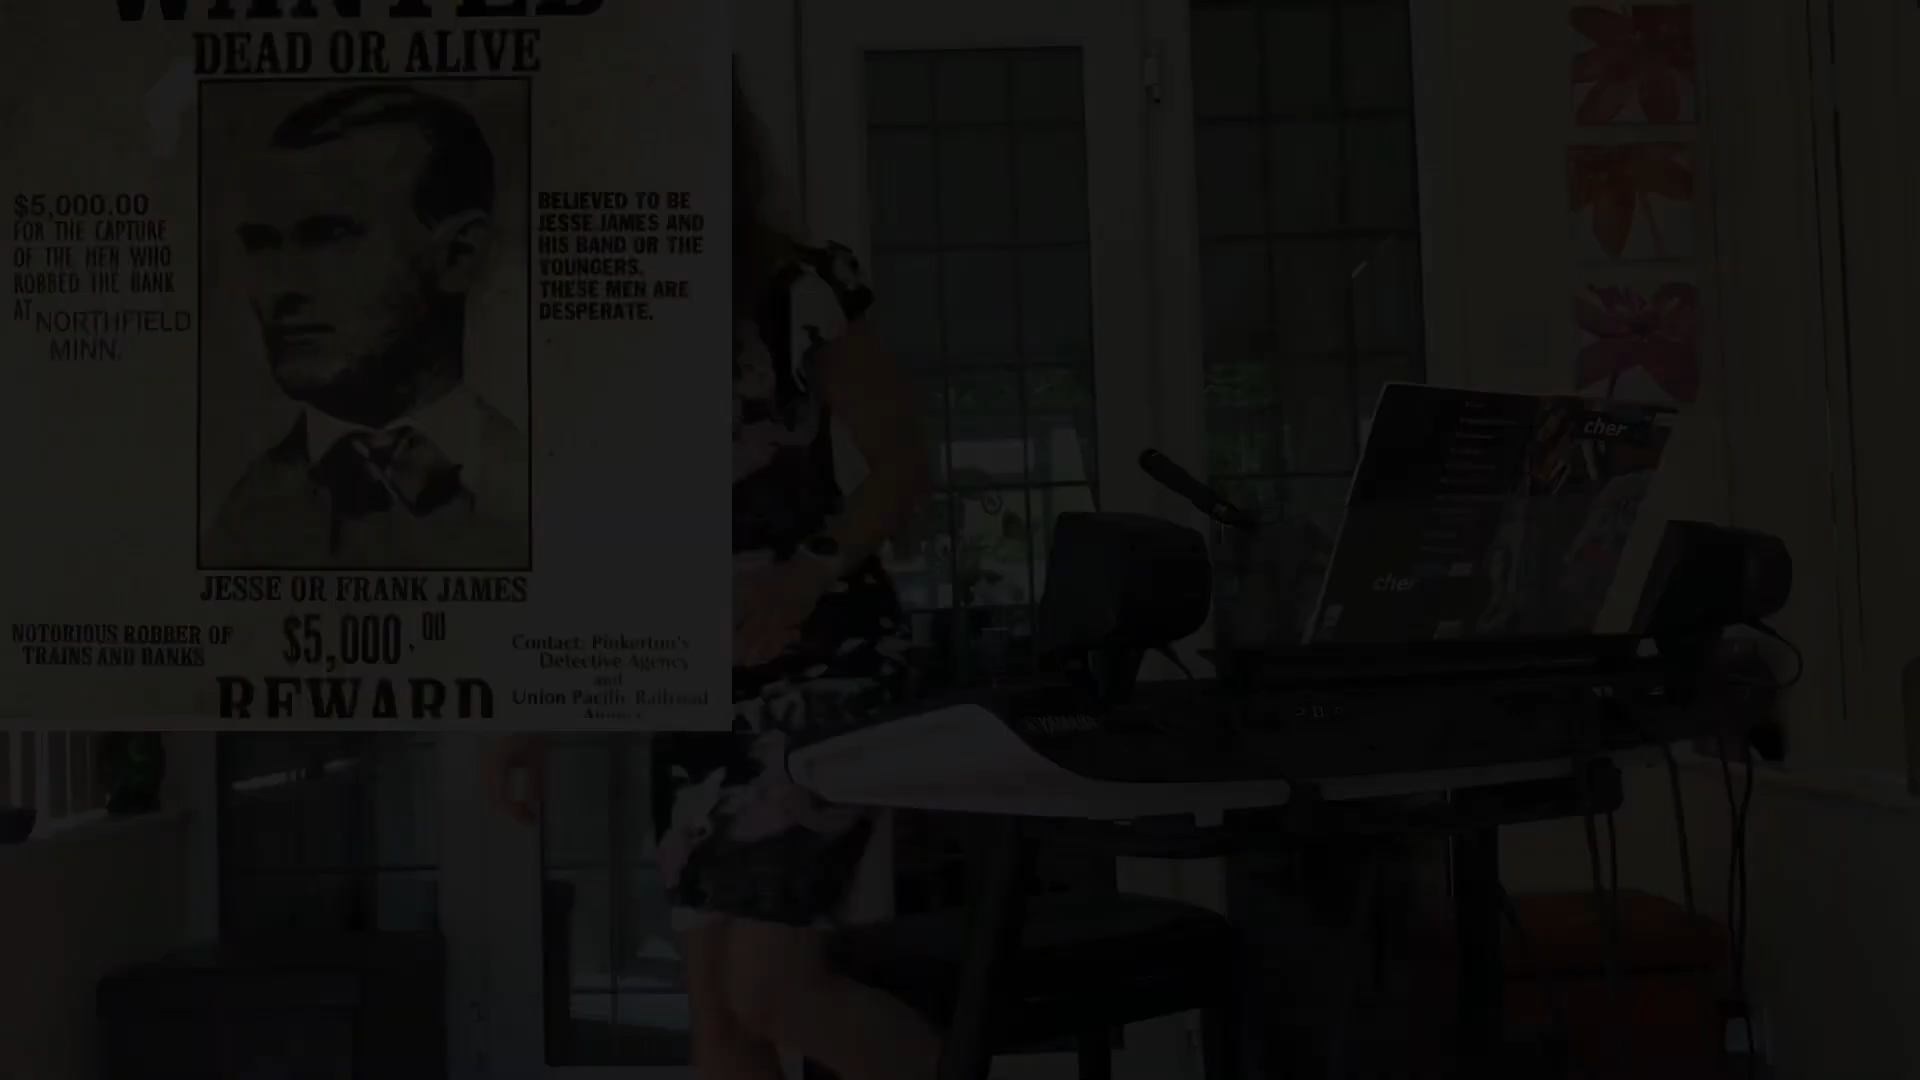 WANTED
DEAD OR ALIVE
$5,000.00
FOR THE CAPTURE
OF THE MEN WHO
ROBBED THE BANK
AT
NORTHFIELD
MINN.
BELIEVED TO BE
JESSE JAMES AND
HIS BAND OR THE
YOUNGERS.
THESE MEN ARE
DESPERATE.
JESSE OR FRANK JAMES
NOTORIOUS ROBBER OF
TRAINS AND BANKS
$5,000.00
REWARD
Contact: Pinkerton's
Detective Agency
and
Union Pacific Railroad
cher
cher
YAMAHA